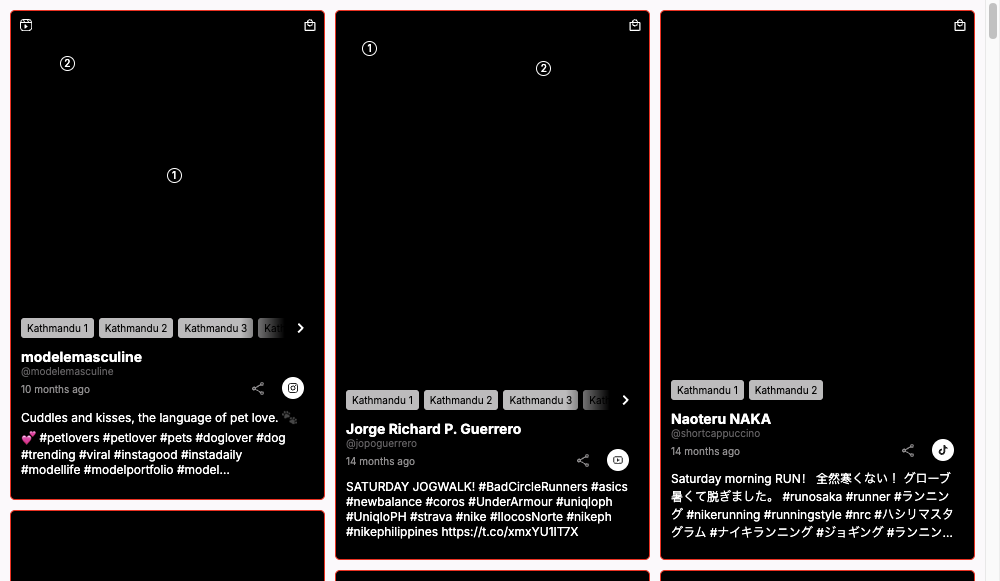 ②
①
Kathmandu 1
Kathmandu 2
Kathmandu 3
modelemasculine
@modelemasculine
10 months ago
Cuddles and kisses, the language of pet love. 🐾
💕 #petlovers #petlover #pets #doglover #dog
#trending #viral #instagood #instadaily
#modellife #modelportfolio #model...
①
②
Kathmandu 1
Kathmandu 2
Kathmandu 3
Jorge Richard P. Guerrero
@jopoguerrero
14 months ago
SATURDAY JOGWALK! #BadCircleRunners #asics
#newbalance #coros #UnderArmour #uniqloph
#UniqloPH #strava #nike #IlocosNorte #nikeph
#nikephilippines https://t.co/xmxYU1IT7X
Kathmandu 1
Kathmandu 2
Naoteru NAKA
@shortcappuccino
14 months ago
Saturday morning RUN！ 全然寒くない！ グローブ
暑くて脱ぎました。 #runosaka #runner #ランニン
グ #nikerunning #runningstyle #nrc #ハシリマスタ
グラム #ナイキランニング #ジョギング #ランニン...